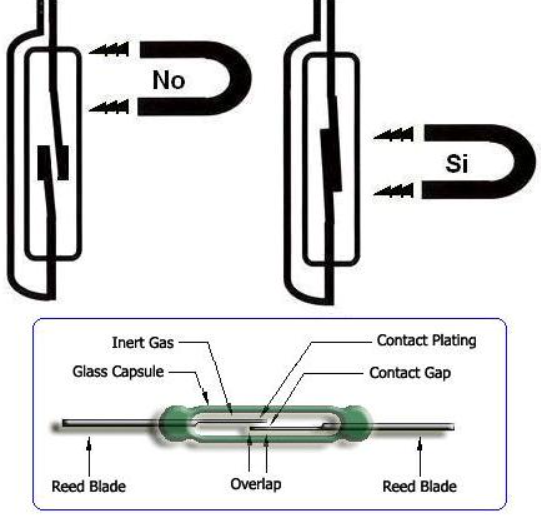 No
Si
Inert Gas
Contact Plating
Glass Capsule
Contact Gap
Reed Blade
Overlap
Reed Blade